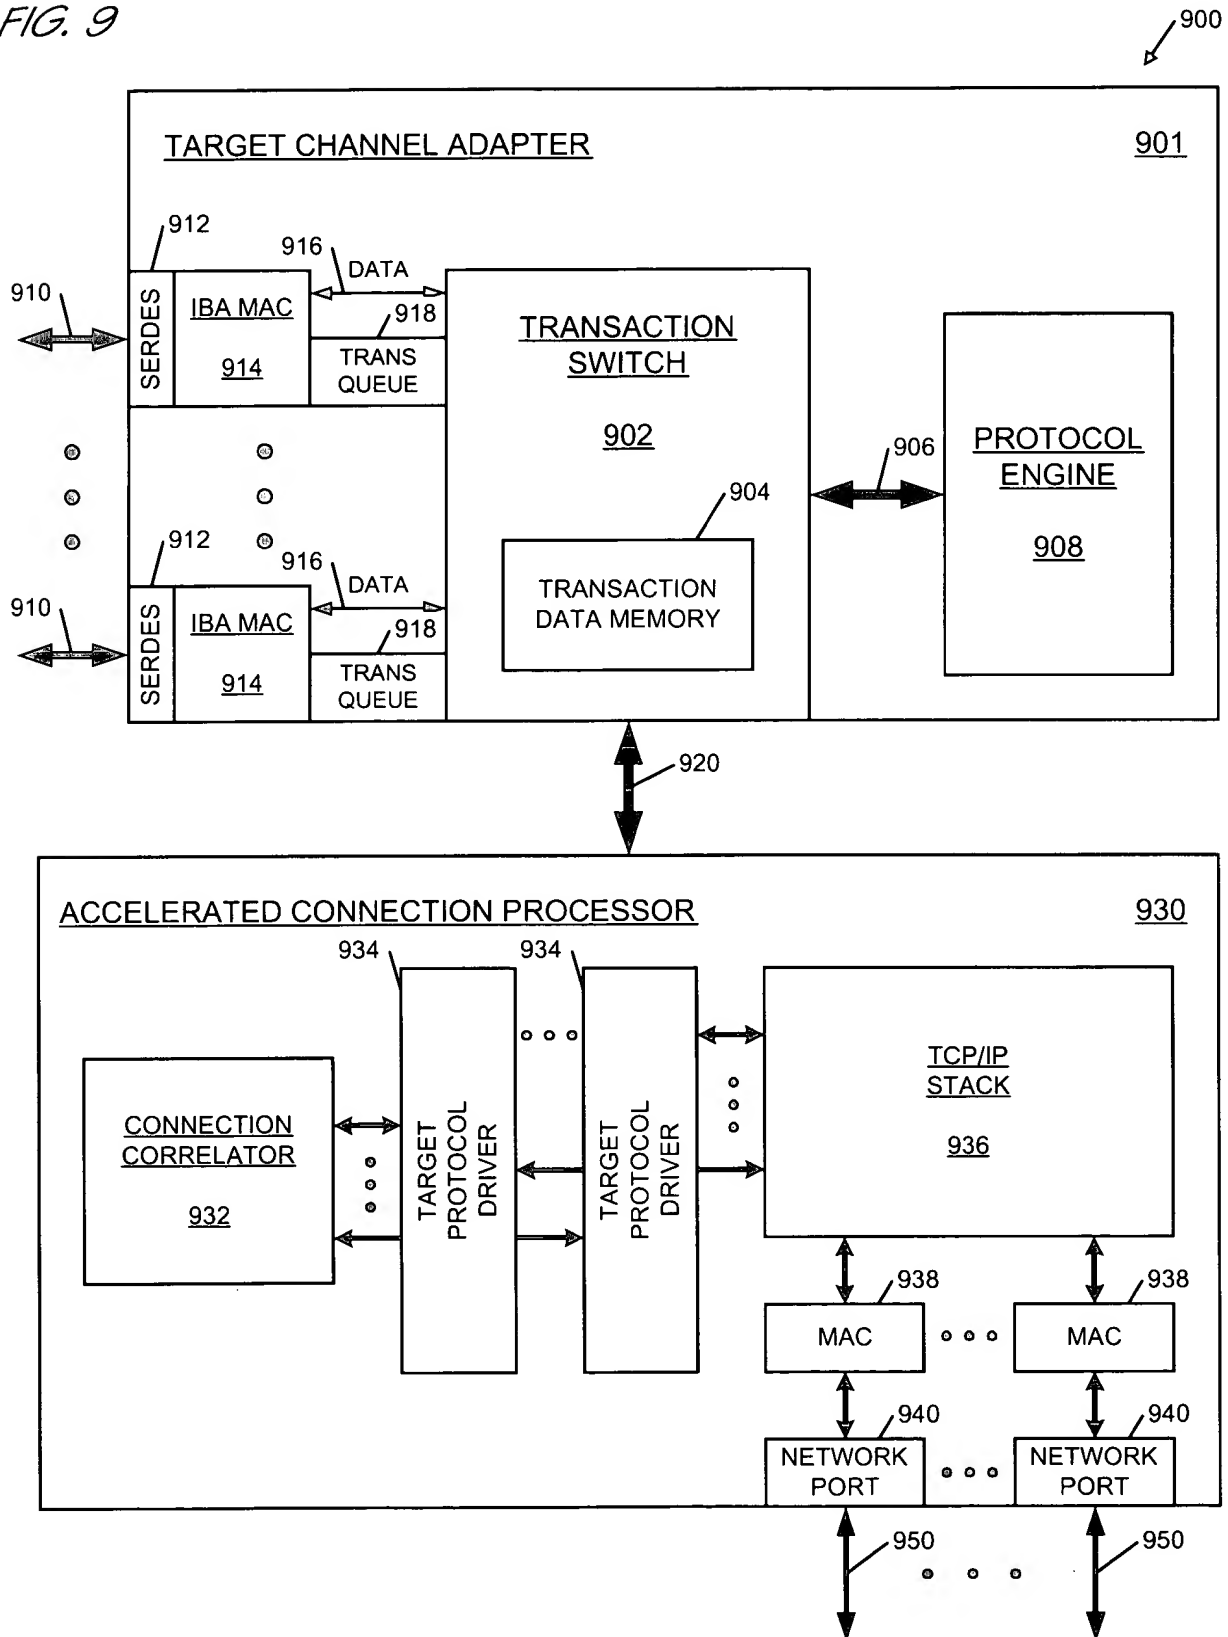 FIG. 9
900
TARGET CHANNEL ADAPTER
901
912
916
DATA
910
SERDES
IBA MAC
914
918
TRANS
QUEUE
TRANSACTION
SWITCH
902
904
TRANSACTION
DATA MEMORY
906
PROTOCOL
ENGINE
908
912
916
DATA
910
SERDES
IBA MAC
914
918
TRANS
QUEUE
920
ACCELERATED CONNECTION PROCESSOR
930
934
934
CONNECTION
CORRELATOR
932
TARGET
PROTOCOL
DRIVER
TARGET
PROTOCOL
DRIVER
TCP/IP
STACK
936
938
938
MAC
MAC
940
940
NETWORK
PORT
NETWORK
PORT
950
950